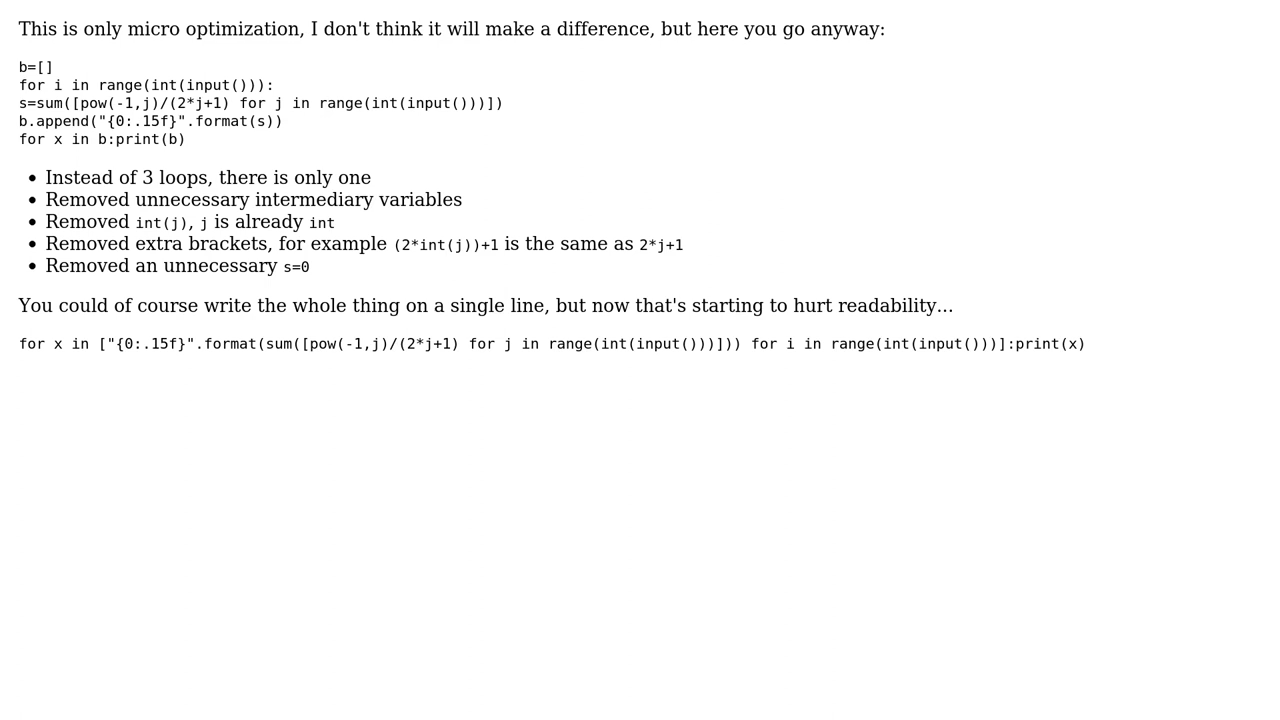 This is only micro optimization, I don't think it will make a difference, but here you go anyway:
b=[]
for i in range(int(input())):
s=sum([pow(-1,j)/(2*j+1) for j in range(int(input()))])
b.append("{0:.15f}".format(s))
for x in b:print(b)
• Instead of 3 loops, there is only one
• Removed unnecessary intermediary variables
• Removed int(j), j is already int
• Removed extra brackets, for example (2*int(j))+1 is the same as 2*j+1
• Removed an unnecessary s=0
You could of course write the whole thing on a single line, but now that's starting to hurt readability...
for x in ["{0:.15f}".format(sum([pow(-1,j)/(2*j+1) for j in range(int(input()))])) for i in range(int(input()))]:print(x)